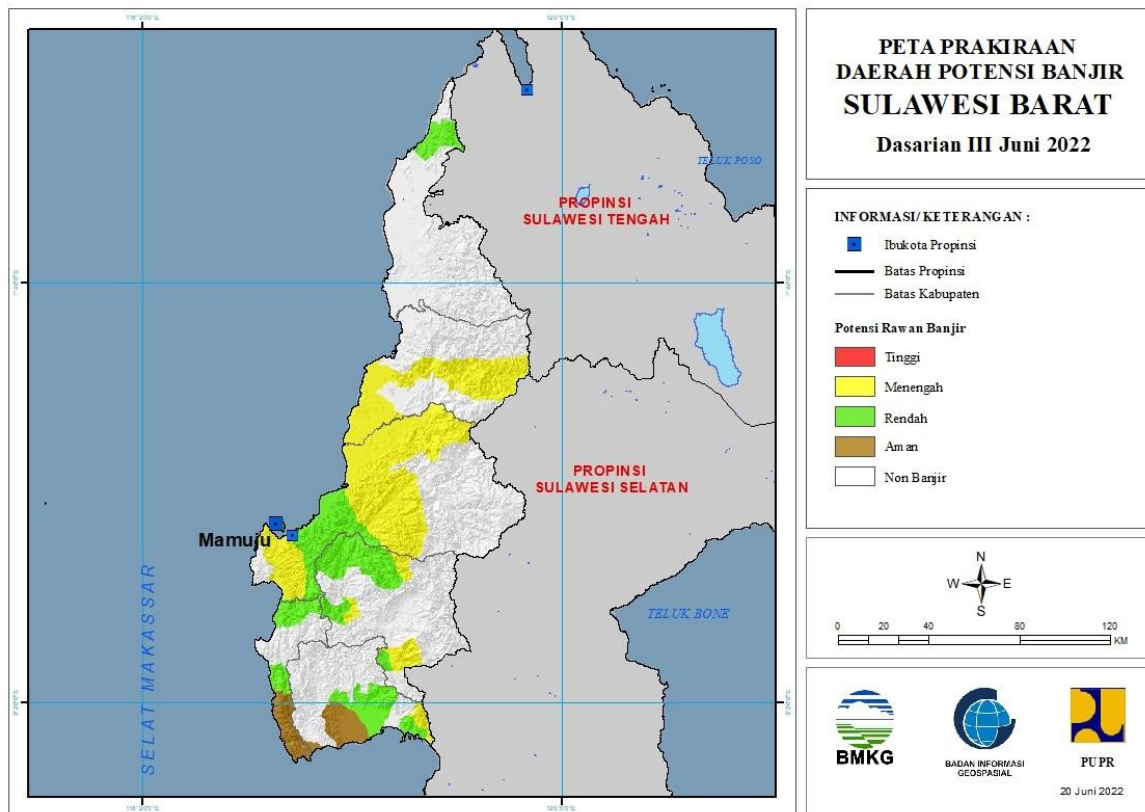 PETA PRAKIRAAN
DAERAH POTENSI BANJIR
SULAWESI BARAT
Dasarian III Juni 2022
INFORMASI/ KETERANGAN :
Ibukota Propinsi
Batas Propinsi
Batas Kabupaten
Potensi Rawan Banjir
Tinggi
Menengah
Rendah
Aman
Non Banjir
N
W E
S
0 20 40 80 120
KM
BMKG
BADAN INFORMASI
GEOSPASIAL
PUPR
20 Juni 2022
TELUK POSO
PROPINSI
SULAWESI TENGAH
PROPINSI
SULAWESI SELATAN
Mamuju
SELAT MAKASSAR
TELUK BONE